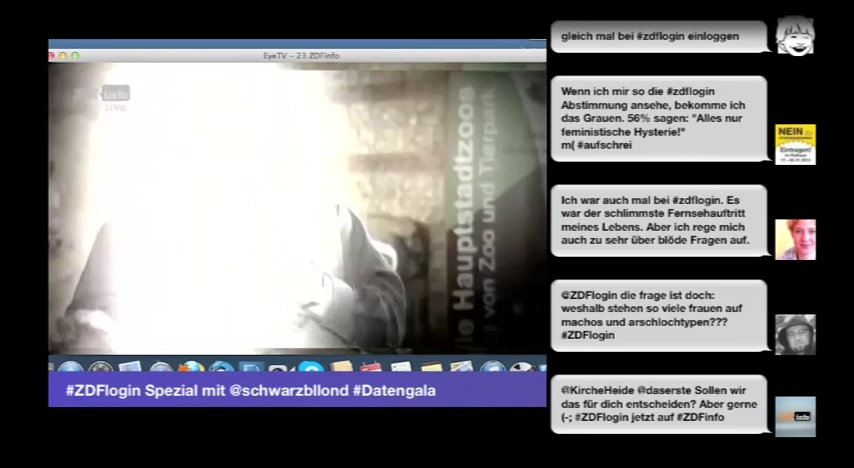 EyeTV – 23 ZDFinfo
info
live
Hauptstadtzoos
von Zoo und Tierpark
#ZDFlogin Spezial mit @schwarzbllond #Datengala
gleich mal bei #zdflogin einloggen
Wenn ich mir so die #zdflogin
Abstimmung ansehe, bekomme ich
das Grauen. 56% sagen: "Alles nur
feministische Hysterie!"
m( #aufschrei
NEIN
Eintragen!
Ich war auch mal bei #zdflogin. Es
war der schlimmste Fernsehauftritt
meines Lebens. Aber ich rege mich
auch zu sehr über blöde Fragen auf.
@ZDFlogin die frage ist doch:
weshalb stehen so viele frauen auf
machos und arschlochtypen???
#ZDFlogin
@KircheHeide @daserste Sollen wir
das für dich entscheiden? Aber gerne
(-; #ZDFlogin jetzt auf #ZDFinfo